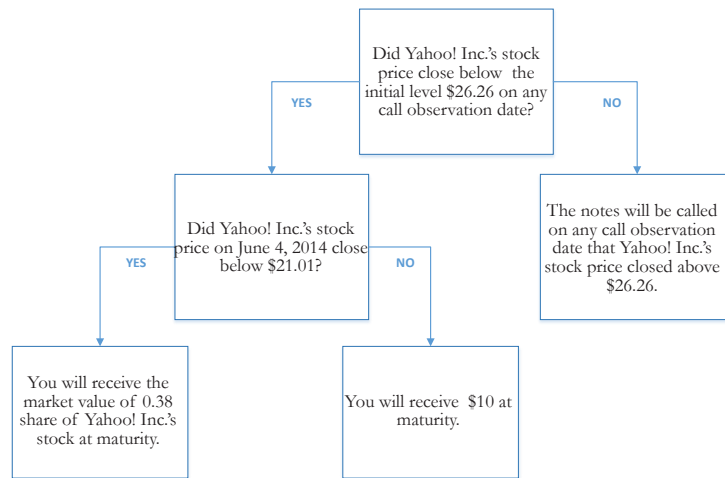 Did Yahoo! Inc.'s stock
price close below the
initial level $26.26 on any
call observation date?
YES
NO
Did Yahoo! Inc.'s stock
price on June 4, 2014 close
below $21.01?
The notes will be called
on any call observation
date that Yahoo! Inc.'s
stock price closed above
$26.26.
YES
NO
You will receive the
market value of 0.38
share of Yahoo! Inc.'s
stock at maturity.
You will receive $10 at
maturity.